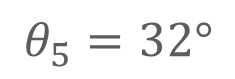 θ₅ = 32°